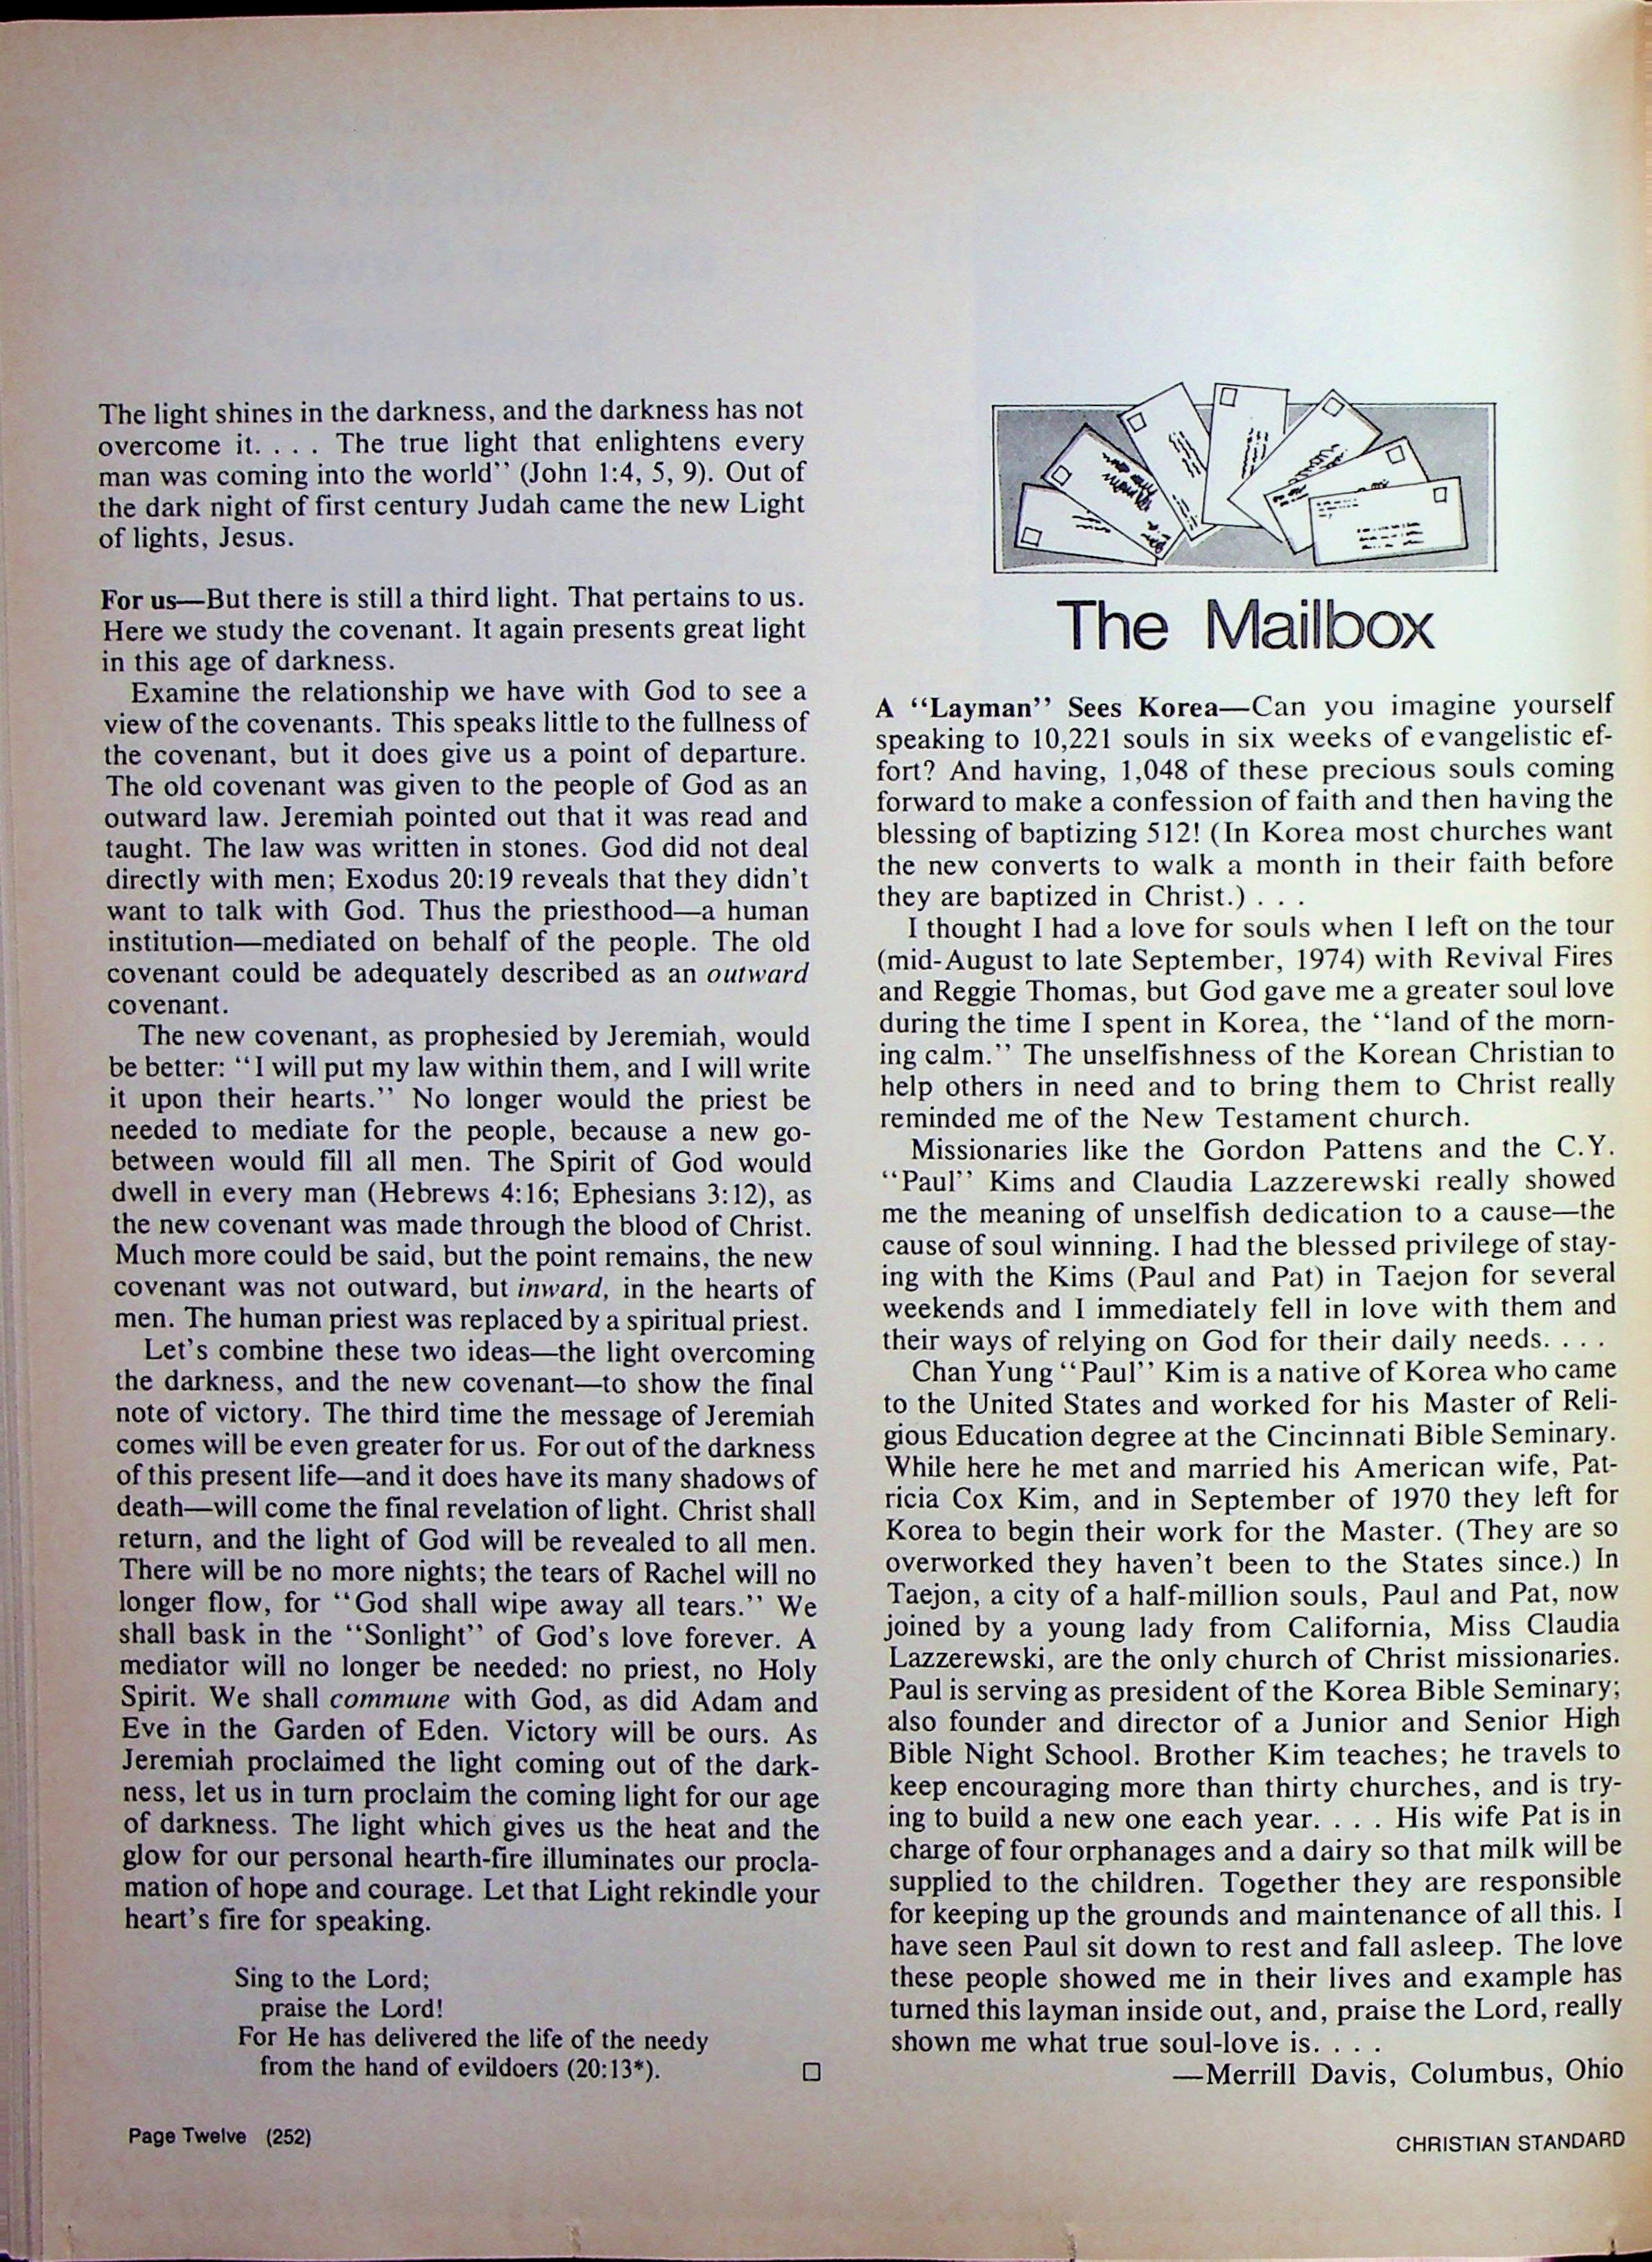 The light shines in the darkness, and the darkness has not
overcome it. . . . The true light that enlightens every
man was coming into the world” (John 1:4, 5, 9). Out of
the dark night of first century Judah came the new Light
of lights, Jesus.
For us—But there is still a third light. That pertains to us.
Here we study the covenant. It again presents great light
in this age of darkness.
Examine the relationship we have with God to see a
view of the covenants. This speaks little to the fullness of
the covenant, but it does give us a point of departure.
The old covenant was given to the people of God as an
outward law. Jeremiah pointed out that it was read and
taught. The law was written in stones. God did not deal
directly with men; Exodus 20:19 reveals that they didn't
want to talk with God. Thus the priesthood—a human
institution—mediated on behalf of the people. The old
covenant could be adequately described as an outward
covenant.
The new covenant, as prophesied by Jeremiah, would
be better: “I will put my law within them, and I will write
it upon their hearts.” No longer would the priest be
needed to mediate for the people, because a new go-
between would fill all men. The Spirit of God would
dwell in every man (Hebrews 4:16; Ephesians 3:12), as
the new covenant was made through the blood of Christ.
Much more could be said, but the point remains, the new
covenant was not outward, but inward, in the hearts of
men. The human priest was replaced by a spiritual priest.
Let's combine these two ideas—the light overcoming
the darkness, and the new covenant—to show the final
note of victory. The third time the message of Jeremiah
comes will be even greater for us. For out of the darkness
of this present life—and it does have its many shadows of
death—will come the final revelation of light. Christ shall
return, and the light of God will be revealed to all men.
There will be no more nights; the tears of Rachel will no
longer flow, for “God shall wipe away all tears.” We
shall bask in the “Sonlight” of God's love forever. A
mediator will no longer be needed: no priest, no Holy
Spirit. We shall commune with God, as did Adam and
Eve in the Garden of Eden. Victory will be ours. As
Jeremiah proclaimed the light coming out of the dark-
ness, let us in turn proclaim the coming light for our age
of darkness. The light which gives us the heat and the
glow for our personal hearth-fire illuminates our procla-
mation of hope and courage. Let that Light rekindle your
heart's fire for speaking.
Sing to the Lord;
praise the Lord!
For He has delivered the life of the needy
from the hand of evildoers (20:13*). □
The Mailbox
A “Layman” Sees Korea—Can you imagine yourself
speaking to 10,221 souls in six weeks of evangelistic ef-
fort? And having, 1,048 of these precious souls coming
forward to make a confession of faith and then having the
blessing of baptizing 512! (In Korea most churches want
the new converts to walk a month in their faith before
they are baptized in Christ.) . . .
I thought I had a love for souls when I left on the tour
(mid-August to late September, 1974) with Revival Fires
and Reggie Thomas, but God gave me a greater soul love
during the time I spent in Korea, the “land of the morn-
ing calm.” The unselfishness of the Korean Christian to
help others in need and to bring them to Christ really
reminded me of the New Testament church.
Missionaries like the Gordon Pattens and the C.Y.
“Paul” Kims and Claudia Lazzerewski really showed
me the meaning of unselfish dedication to a cause—the
cause of soul winning. I had the blessed privilege of stay-
ing with the Kims (Paul and Pat) in Taejon for several
weekends and I immediately fell in love with them and
their ways of relying on God for their daily needs. . . .
Chan Yung “Paul” Kim is a native of Korea who came
to the United States and worked for his Master of Reli-
gious Education degree at the Cincinnati Bible Seminary.
While here he met and married his American wife, Pat-
ricia Cox Kim, and in September of 1970 they left for
Korea to begin their work for the Master. (They are so
overworked they haven't been to the States since.) In
Taejon, a city of a half-million souls, Paul and Pat, now
joined by a young lady from California, Miss Claudia
Lazzerewski, are the only church of Christ missionaries.
Paul is serving as president of the Korea Bible Seminary;
also founder and director of a Junior and Senior High
Bible Night School. Brother Kim teaches; he travels to
keep encouraging more than thirty churches, and is try-
ing to build a new one each year. . . . His wife Pat is in
charge of four orphanages and a dairy so that milk will be
supplied to the children. Together they are responsible
for keeping up the grounds and maintenance of all this. I
have seen Paul sit down to rest and fall asleep. The love
these people showed me in their lives and example has
turned this layman inside out, and, praise the Lord, really
shown me what true soul-love is. . . .
—Merrill Davis, Columbus, Ohio
Page Twelve (252)
CHRISTIAN STANDARD